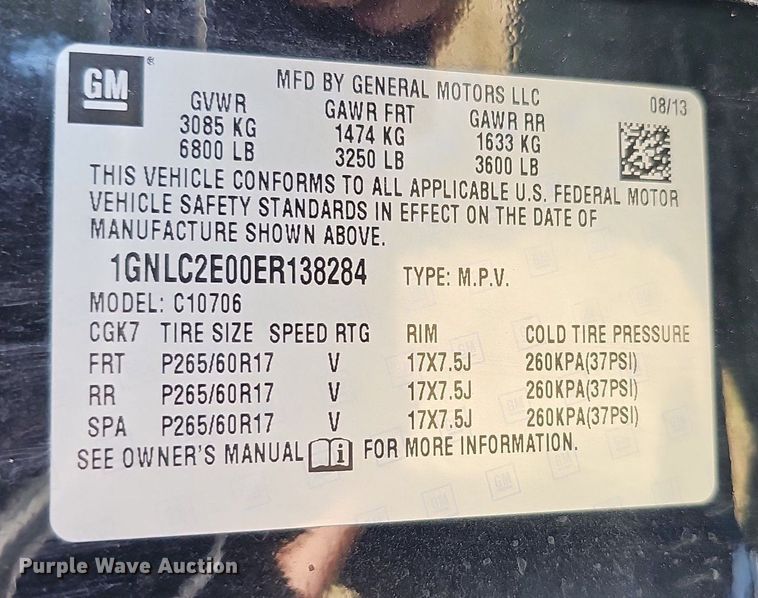 GM
MFD BY GENERAL MOTORS LLC 08/13
GVWR GAWR FRT GAWR RR
3085 KG 1474 KG 1633 KG
6800 LB 3250 LB 3600 LB
THIS VEHICLE CONFORMS TO ALL APPLICABLE U.S. FEDERAL MOTOR
VEHICLE SAFETY STANDARDS IN EFFECT ON THE DATE OF
MANUFACTURE SHOWN ABOVE.
1GNLC2E00ER138284 TYPE: M.P.V.
MODEL: C10706
CGK7 TIRE SIZE SPEED RTG RIM COLD TIRE PRESSURE
FRT P265/60R17 V 17X7.5J 260KPA(37PSI)
RR P265/60R17 V 17X7.5J 260KPA(37PSI)
SPA P265/60R17 V 17X7.5J 260KPA(37PSI)
SEE OWNER'S MANUAL i FOR MORE INFORMATION.
Purple Wave Auction